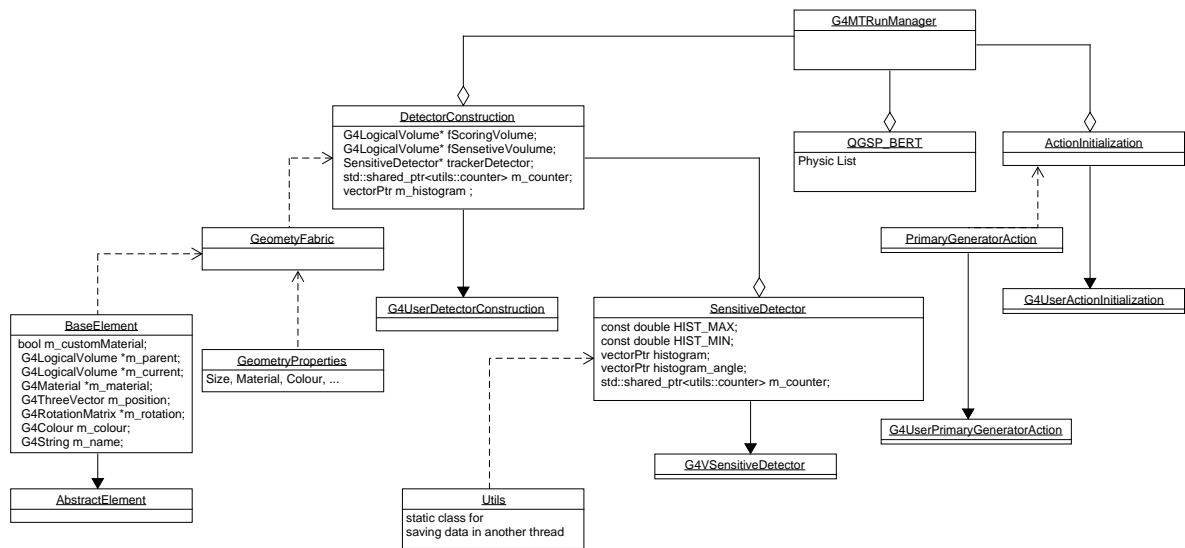 G4MTRunManager
DetectorConstruction
G4LogicalVolume* fScoringVolume;
G4LogicalVolume* fSensetiveVoulume;
SensitiveDetector* trackerDetector;
std::shared_ptr<utils::counter> m_counter;
vectorPtr m_histogram ;
QGSP_BERT
Physic List
ActionInitialization
GeometyFabric
PrimaryGeneratorAction
G4UserDetectorConstruction
G4UserActionInitialization
BaseElement
bool m_customMaterial;
G4LogicalVolume *m_parent;
G4LogicalVolume *m_current;
G4Material *m_material;
G4ThreeVector m_position;
G4RotationMatrix *m_rotation;
G4Colour m_colour;
G4String m_name;
GeometryProperties
Size, Material, Colour, ...
SensitiveDetector
const double HIST_MAX;
const double HIST_MIN;
vectorPtr histogram;
vectorPtr histogram_angle;
std::shared_ptr<utils::counter> m_counter;
G4UserPrimaryGeneratorAction
G4VSensitiveDetector
AbstractElement
Utils
static class for
saving data in another thread